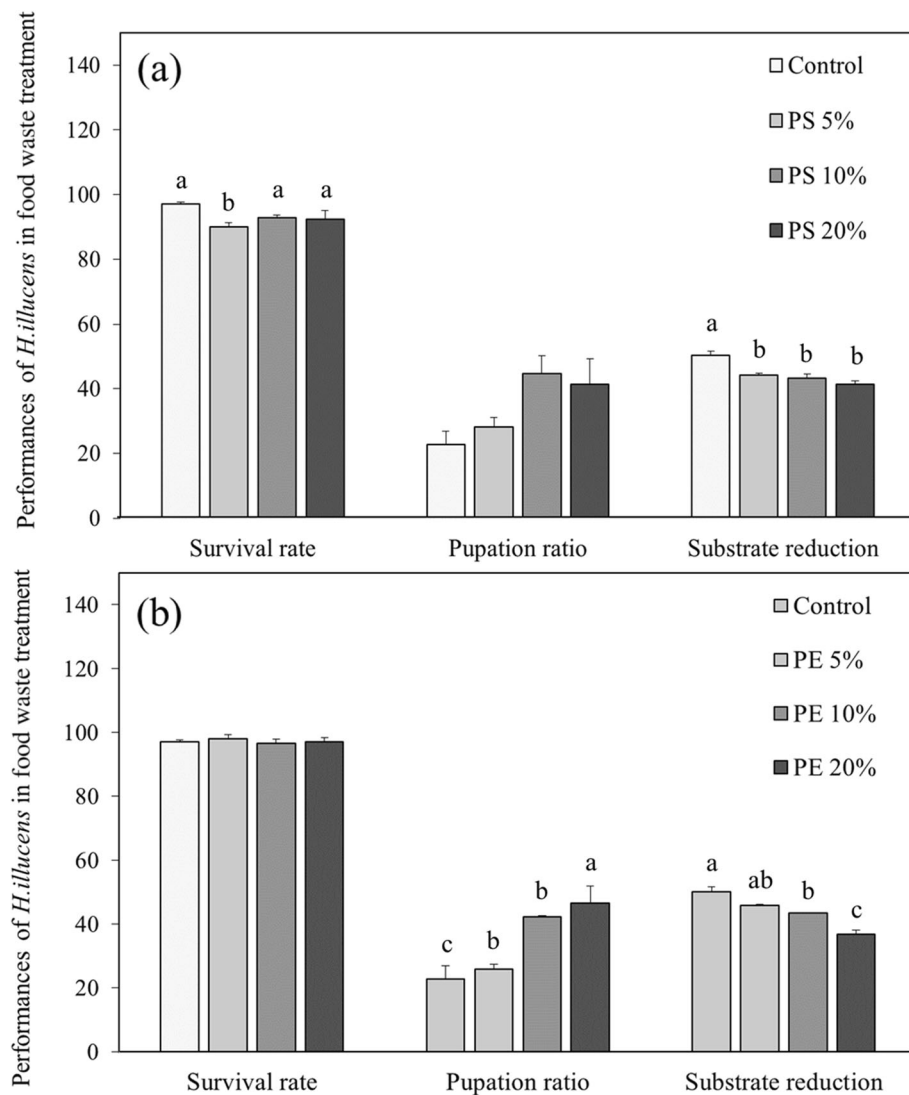 Performances of H.illucens in food waste treatment
(a)
140
120
100
80
60
40
20
0
Control
PS 5%
PS 10%
PS 20%
a b a a
a b b b
Survival rate Pupation ratio Substrate reduction
Performances of H.illucens in food waste treatment
(b)
140
120
100
80
60
40
20
0
Control
PE 5%
PE 10%
PE 20%
c b b a
a ab b c
Survival rate Pupation ratio Substrate reduction